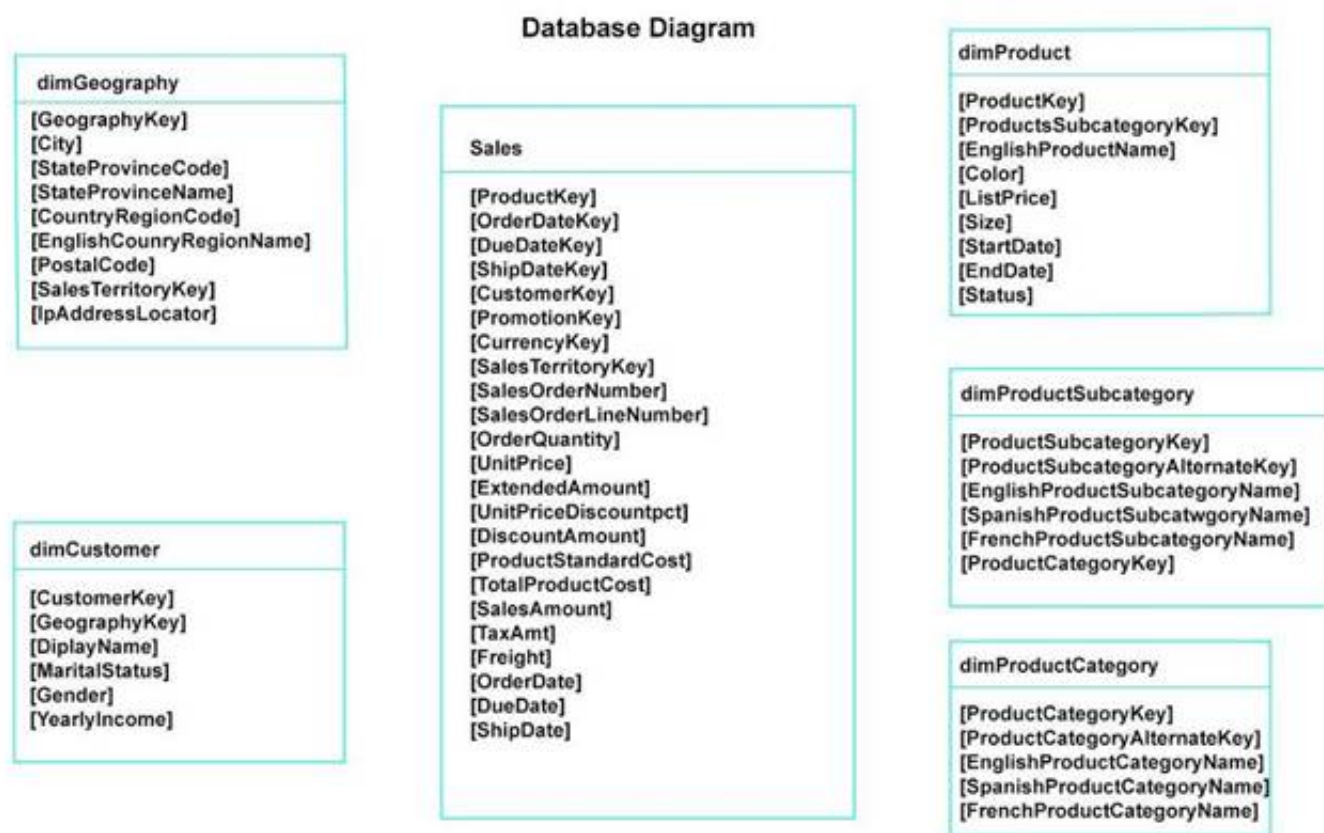 Database Diagram
dimGeography
[GeographyKey]
[City]
[StateProvinceCode]
[StateProvinceName]
[CountryRegionCode]
[EnglishCounryRegionName]
[PostalCode]
[SalesTerritoryKey]
[IpAddressLocator]
dimCustomer
[CustomerKey]
[GeographyKey]
[DiplayName]
[MaritalStatus]
[Gender]
[YearlyIncome]
Sales
[ProductKey]
[OrderDateKey]
[DueDateKey]
[ShipDateKey]
[CustomerKey]
[PromotionKey]
[CurrencyKey]
[SalesTerritoryKey]
[SalesOrderNumber]
[SalesOrderLineNumber]
[OrderQuantity]
[UnitPrice]
[ExtendedAmount]
[UnitPriceDiscountpct]
[DiscountAmount]
[ProductStandardCost]
[TotalProductCost]
[SalesAmount]
[TaxAmt]
[Freight]
[OrderDate]
[DueDate]
[ShipDate]
dimProduct
[ProductKey]
[ProductsSubcategoryKey]
[EnglishProductName]
[Color]
[ListPrice]
[Size]
[StartDate]
[EndDate]
[Status]
dimProductSubcategory
[ProductSubcategoryKey]
[ProductSubcategoryAlternateKey]
[EnglishProductSubcategoryName]
[SpanishProductSubcatwgoryName]
[FrenchProductSubcategoryName]
[ProductCategoryKey]
dimProductCategory
[ProductCategoryKey]
[ProductCategoryAlternateKey]
[EnglishProductCategoryName]
[SpanishProductCategoryName]
[FrenchProductCategoryName]